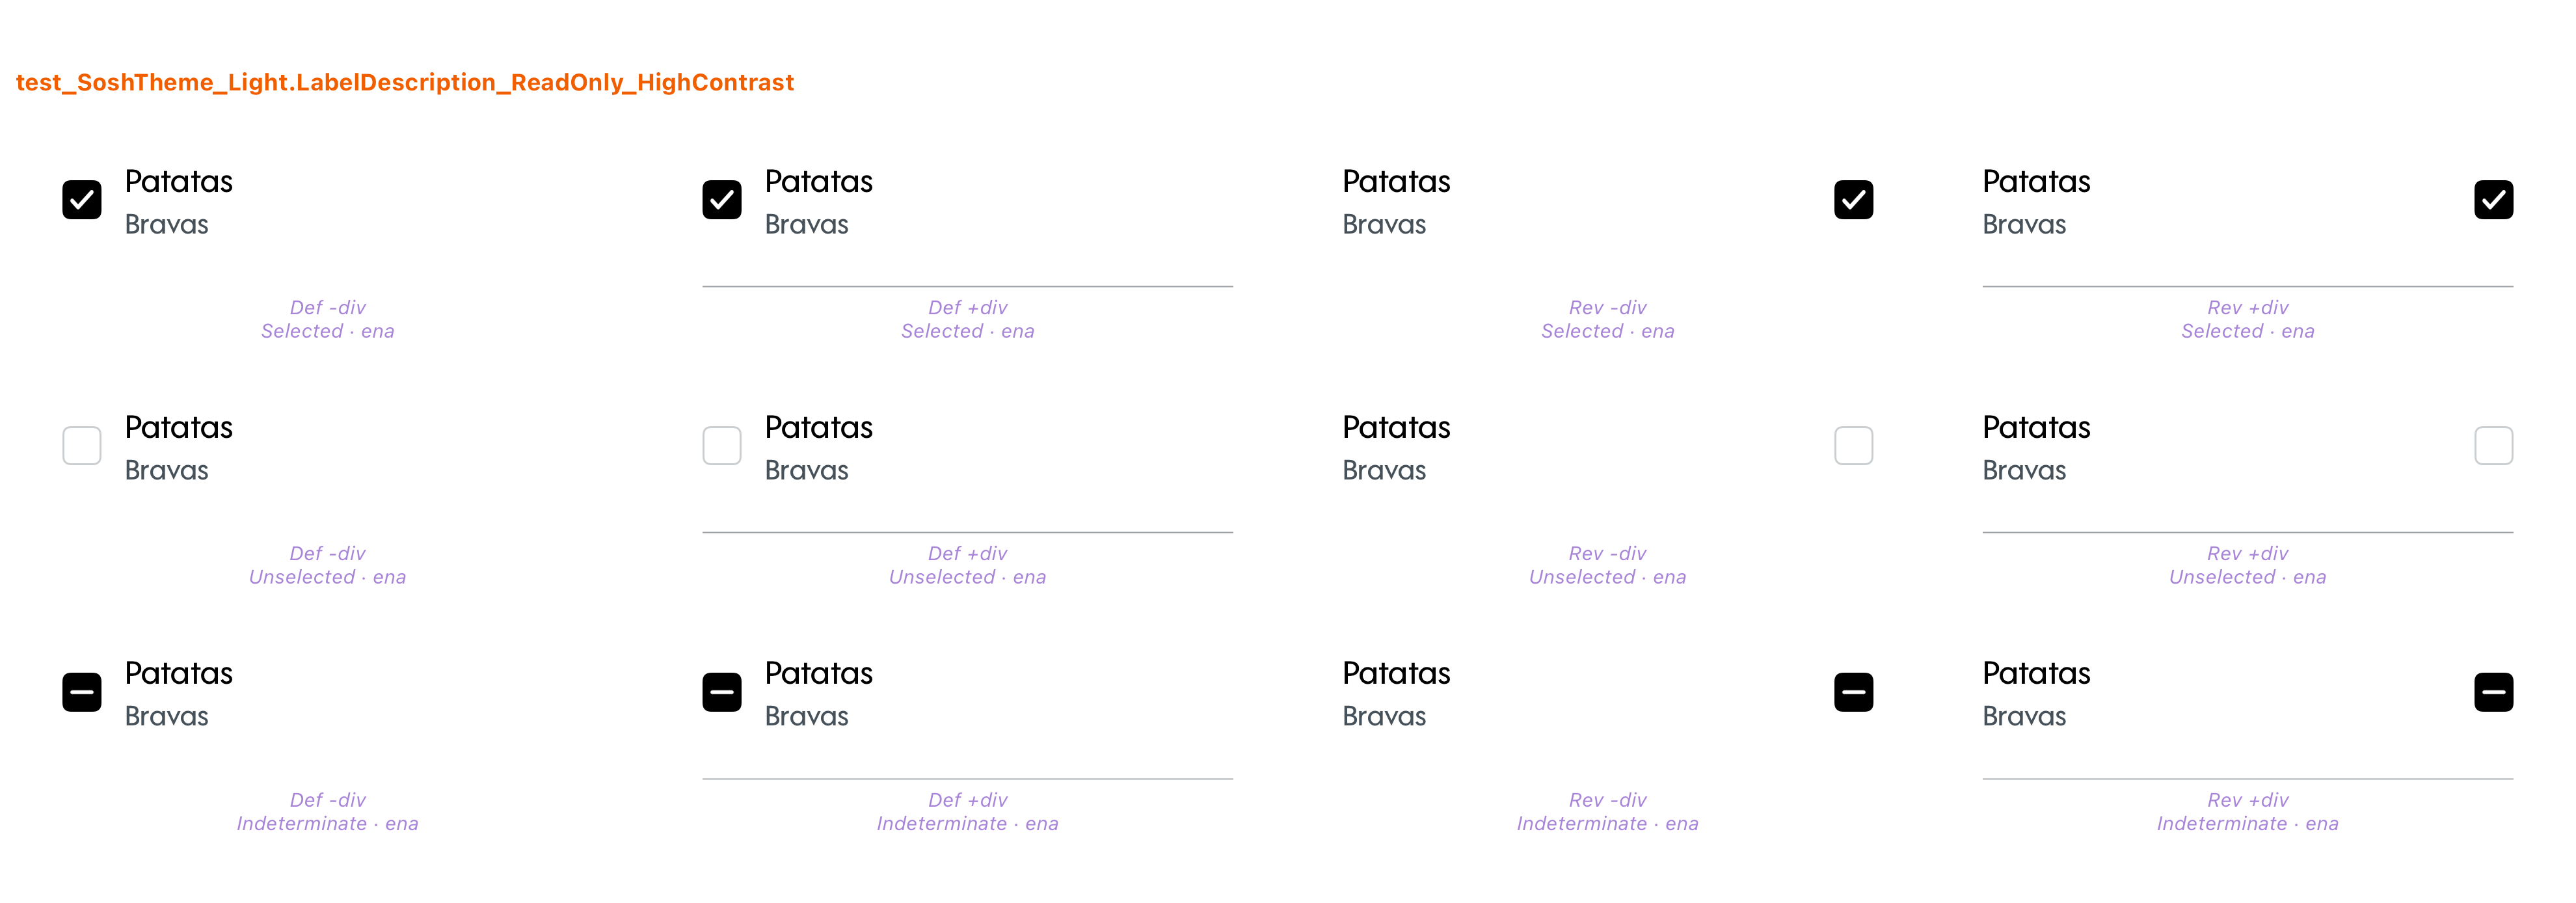 test_SoshTheme_Light.LabelDescription_ReadOnly_HighContrast
Patatas
Bravas
Def -div
Selected · ena
Patatas
Bravas
Def +div
Selected · ena
Patatas
Bravas
Rev -div
Selected · ena
Patatas
Bravas
Rev +div
Selected · ena
Patatas
Bravas
Def -div
Unselected · ena
Patatas
Bravas
Def +div
Unselected · ena
Patatas
Bravas
Rev -div
Unselected · ena
Patatas
Bravas
Rev +div
Unselected · ena
Patatas
Bravas
Def -div
Indeterminate · ena
Patatas
Bravas
Def +div
Indeterminate · ena
Patatas
Bravas
Rev -div
Indeterminate · ena
Patatas
Bravas
Rev +div
Indeterminate · ena